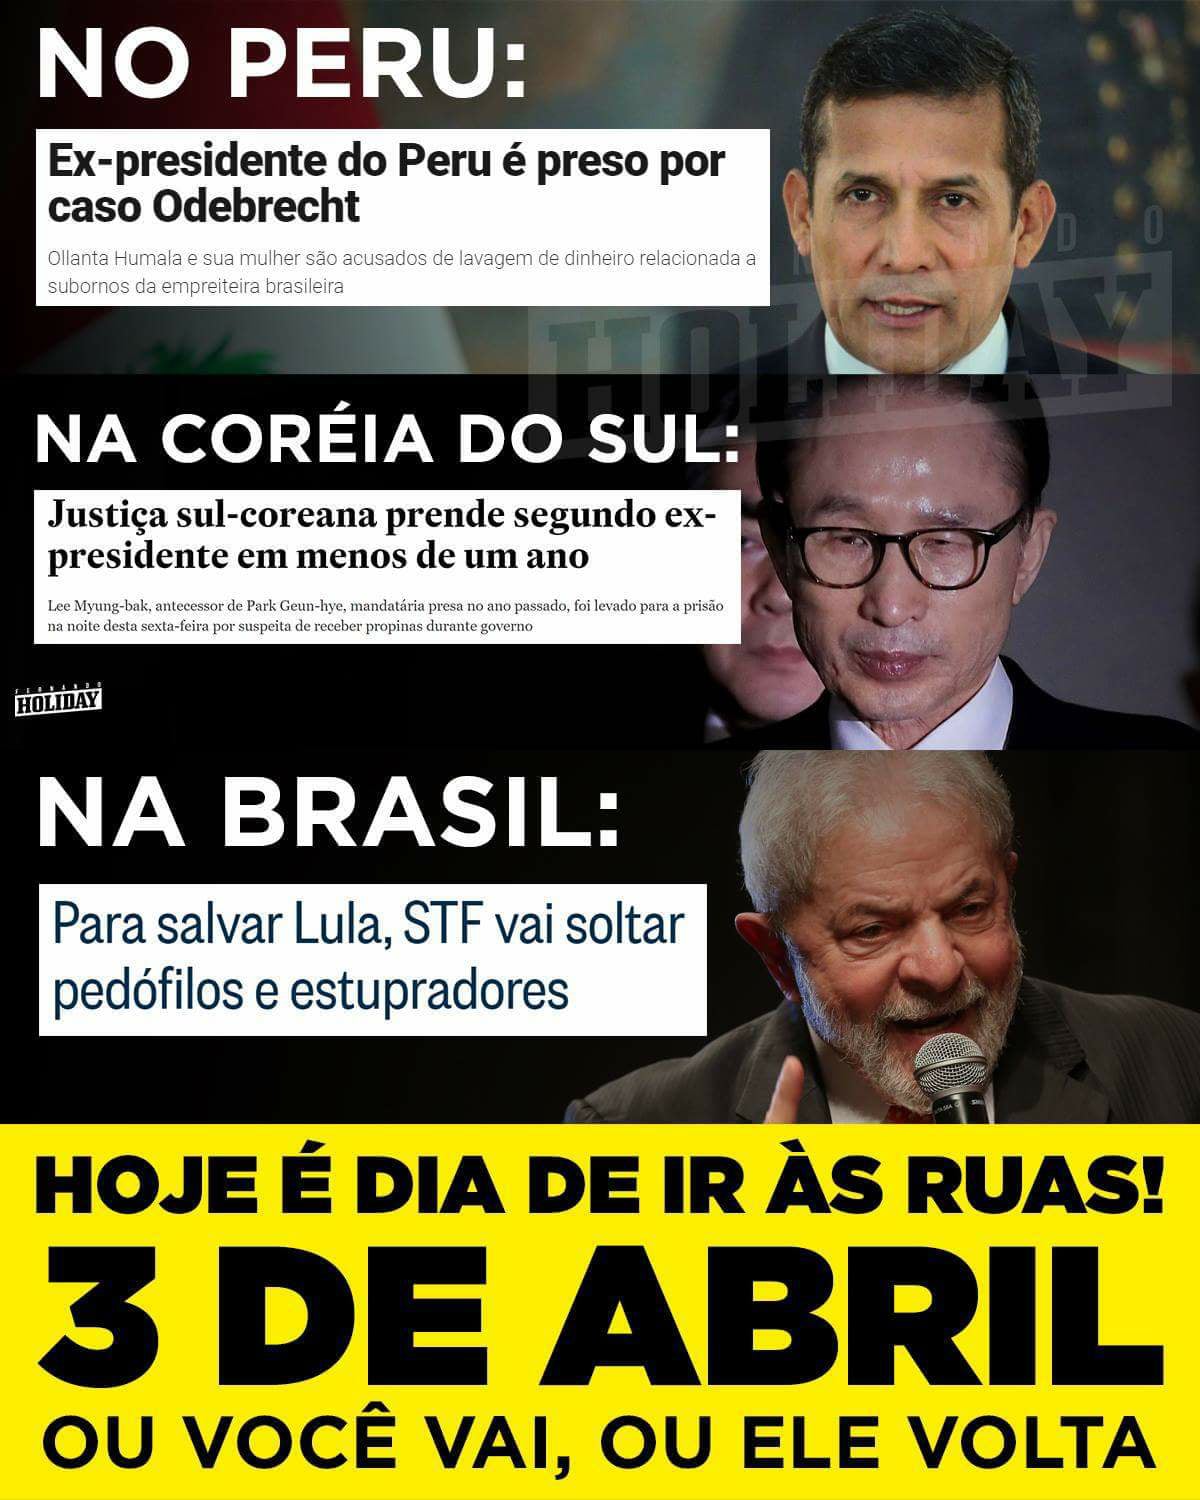 NO PERU:
Ex-presidente do Peru é preso por
caso Odebrecht
Ollanta Humala e sua mulher são acusados de lavagem de dinheiro relacionada a
subornos da empreiteira brasileira
HOLIDAY
NA CORÉIA DO SUL:
Justiça sul-coreana prende segundo ex-
presidente em menos de um ano
Lee Myung-bak, antecessor de Park Geun-hye, mandatária presa no ano passado, foi levado para a prisão
na noite desta sexta-feira por suspeita de receber propinas durante governo
FERNANDO
HOLIDAY
NA BRASIL:
Para salvar Lula, STF vai soltar
pedófilos e estupradores
HOJE É DIA DE IR ÀS RUAS!
3 DE ABRIL
OU VOCÊ VAI, OU ELE VOLTA